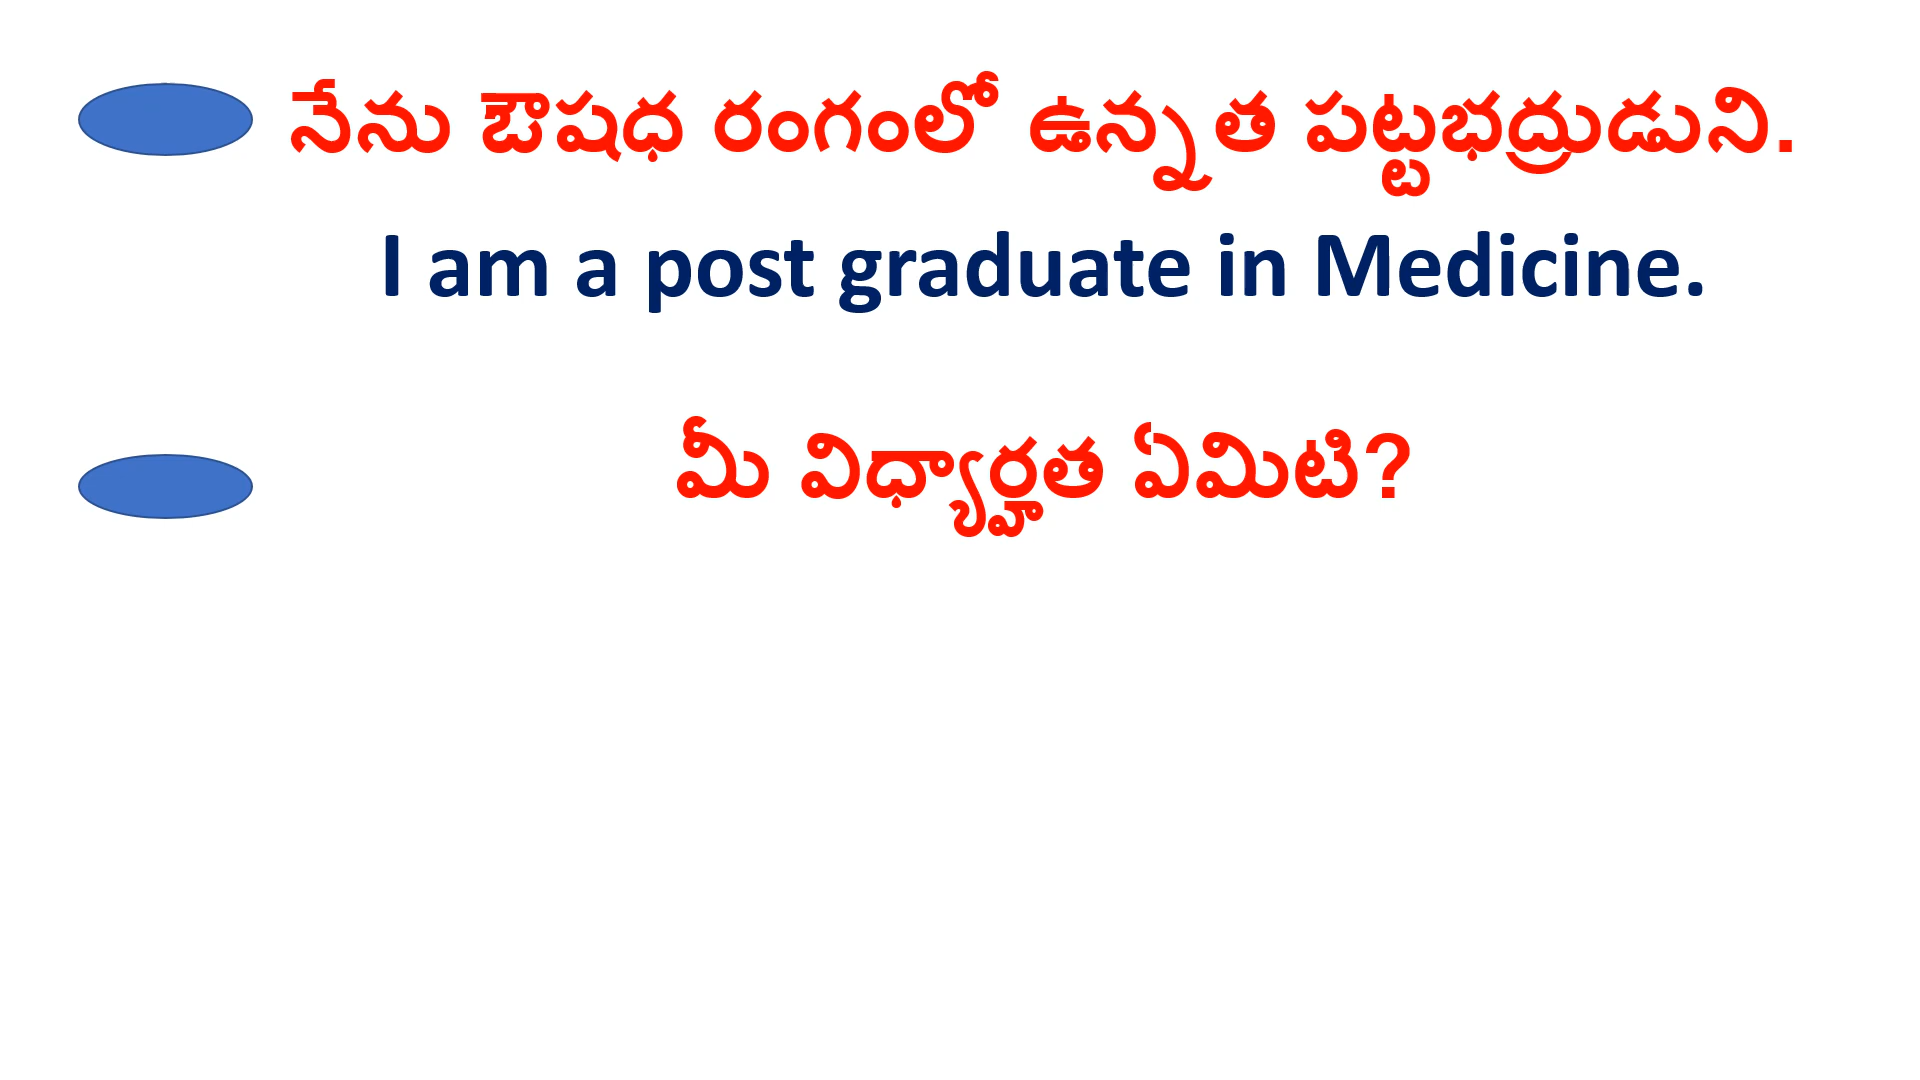 నేను ఔషధ రంగంలో ఉన్నత పట్టభద్రుడుని.
I am a post graduate in Medicine.
మీ విధ్యార్హత ఏమిటి?